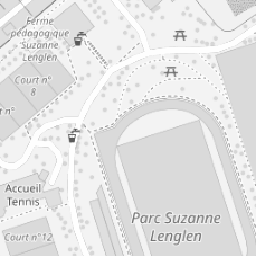 Ferme
pédagogique
Suzanne
Lenglen
Court n°
8
Accueil
Tennis
Court n°12
Parc Suzanne
Lenglen